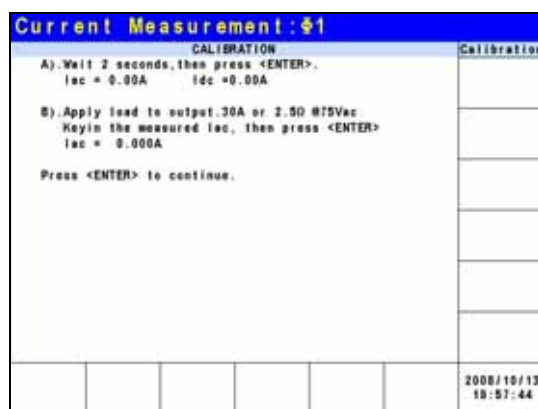 Current Measurement:Φ1
CALIBRATION
Calibration
A).Wait 2 seconds,then press <ENTER>.
Iac = 0.00A Idc =0.00A
B).Apply load to output.30A or 2.5Ω @75Vac
Keyin the measured Iac, then press <ENTER>
Iac = 0.000A
Press <ENTER> to continue.
2008/10/13
19:57:44